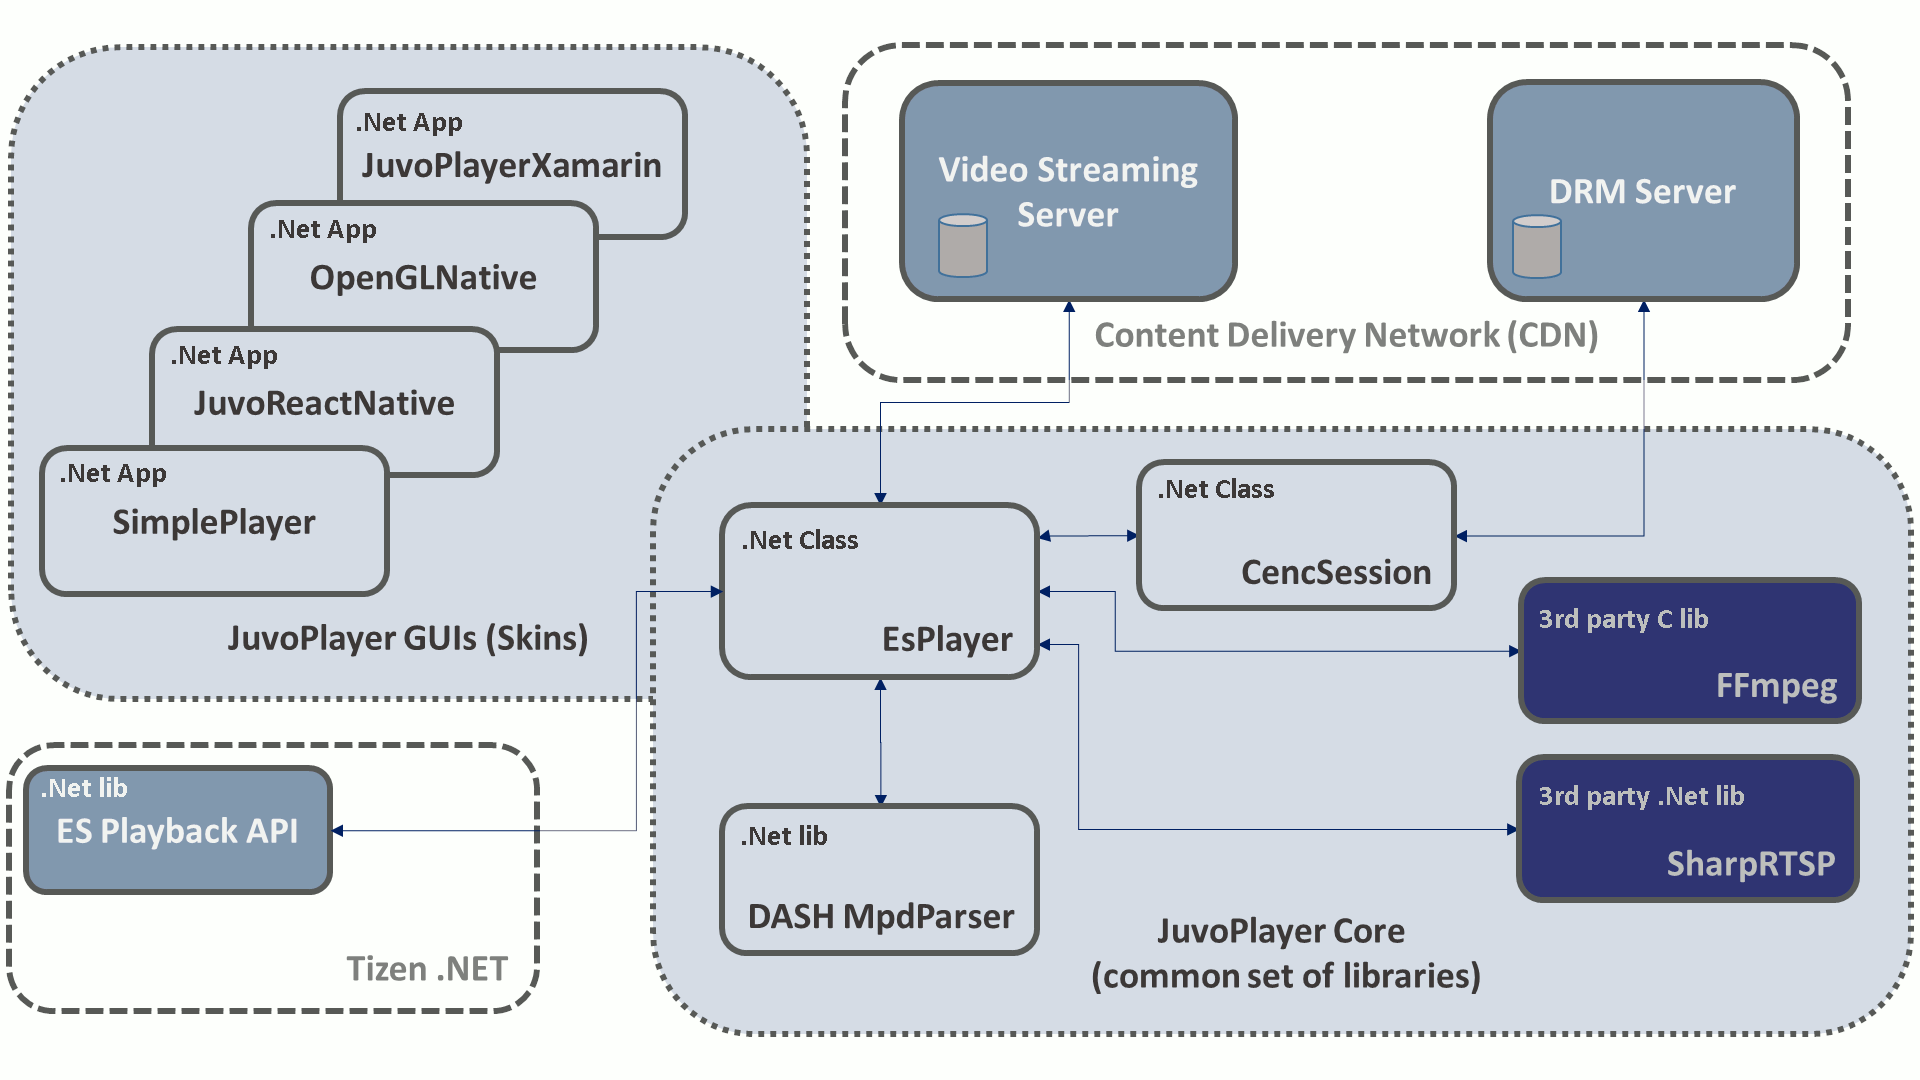 .Net App
JuvoPlayerXamarin
.Net App
OpenGLNative
.Net App
JuvoReactNative
.Net App
SimplePlayer
JuvoPlayer GUIs (Skins)
Video Streaming
Server
DRM Server
Content Delivery Network (CDN)
.Net Class
EsPlayer
.Net Class
CencSession
3rd party C lib
FFmpeg
3rd party .Net lib
SharpRTSP
.Net lib
DASH MpdParser
JuvoPlayer Core
(common set of libraries)
.Net lib
ES Playback API
Tizen .NET